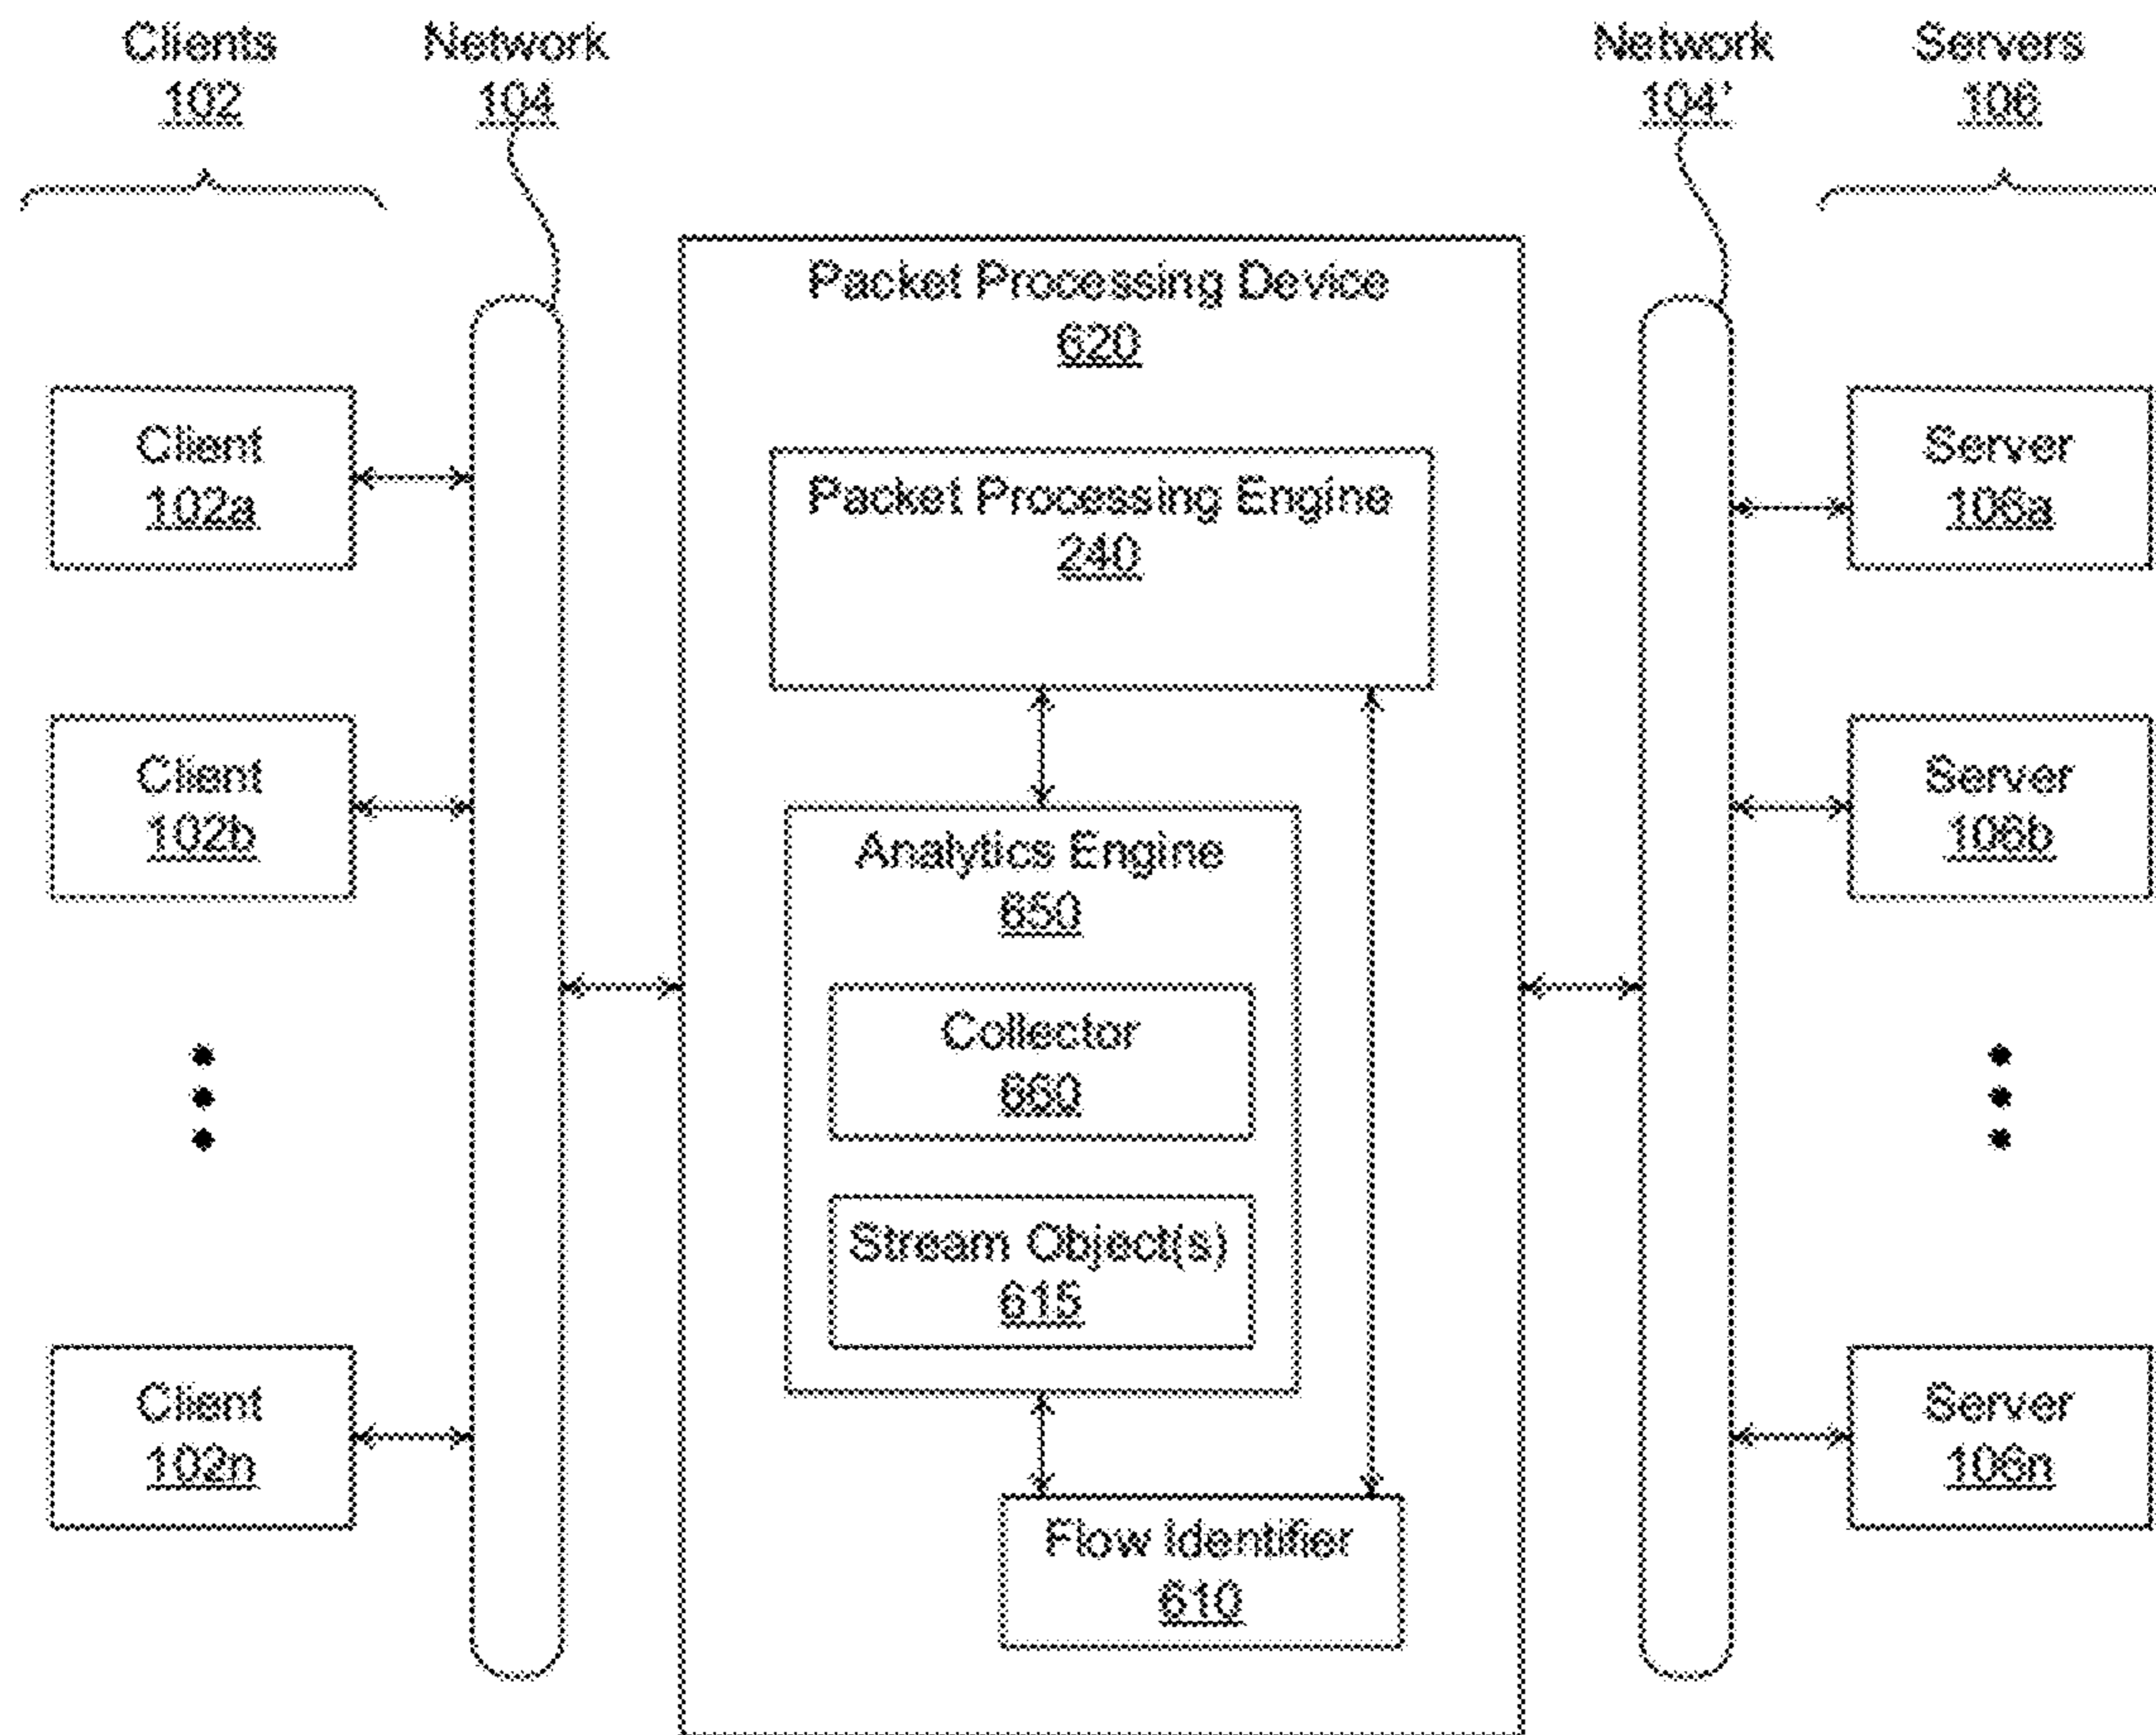 Clients
102
Network
104
Network
104'
Servers
106
Packet Processing Device
620
Client
102a
Packet Processing Engine
240
Server
106a
Client
102b
Analytics Engine
650
Server
106b
Collector
660
Stream Object(s)
615
Client
102n
Server
106n
Flow Identifier
610